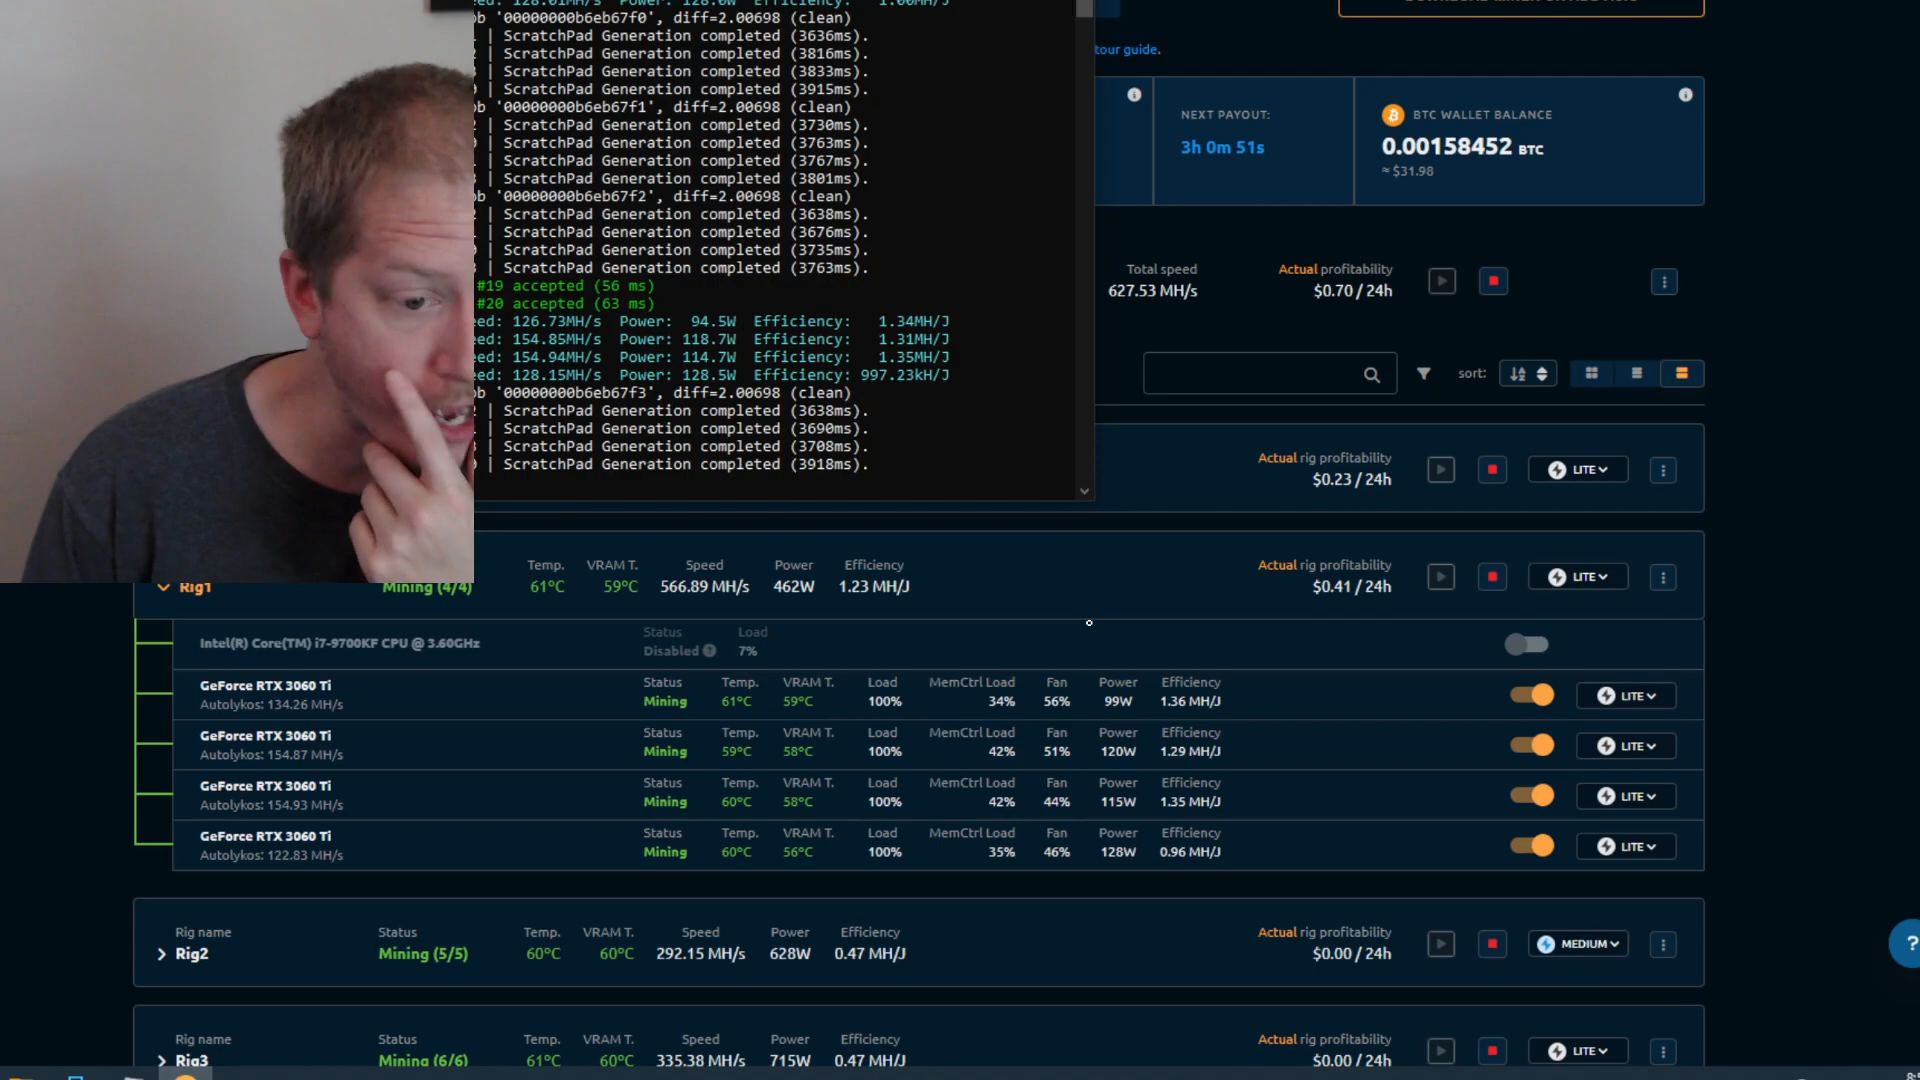 128.01MH/s Power: 128.0W Efficiency: 1.00MH/J
'00000000b6eb67f0', diff=2.00698 (clean)
| ScratchPad Generation completed (3636ms).
| ScratchPad Generation completed (3816ms).
| ScratchPad Generation completed (3833ms).
| ScratchPad Generation completed (3915ms).
'00000000b6eb67f1', diff=2.00698 (clean)
| ScratchPad Generation completed (3730ms).
| ScratchPad Generation completed (3763ms).
| ScratchPad Generation completed (3767ms).
| ScratchPad Generation completed (3801ms).
'00000000b6eb67f2', diff=2.00698 (clean)
| ScratchPad Generation completed (3638ms).
| ScratchPad Generation completed (3676ms).
| ScratchPad Generation completed (3735ms).
| ScratchPad Generation completed (3763ms).
#19 accepted (56 ms)
#20 accepted (63 ms)
eed: 126.73MH/s Power: 94.5W Efficiency: 1.34MH/J
eed: 154.85MH/s Power: 118.7W Efficiency: 1.31MH/J
eed: 154.94MH/s Power: 114.7W Efficiency: 1.35MH/J
eed: 128.15MH/s Power: 128.5W Efficiency: 997.23kH/J
'00000000b6eb67f3', diff=2.00698 (clean)
| ScratchPad Generation completed (3638ms).
| ScratchPad Generation completed (3690ms).
| ScratchPad Generation completed (3708ms).
| ScratchPad Generation completed (3918ms).
tour guide.
NEXT PAYOUT:
3h 0m 51s
BTC WALLET BALANCE
0.00158452 BTC
≈ $31.98
Total speed
627.53 MH/s
Actual profitability
$0.70 / 24h
sort:
Actual rig profitability
$0.23 / 24h
LITE
Temp. VRAM T. Speed Power Efficiency Actual rig profitability
Rig1 Mining (4/4) 61°C 59°C 566.89 MH/s 462W 1.23 MH/J $0.41 / 24h LITE
Intel(R) Core(TM) i7-9700KF CPU @ 3.60GHz
Status Load
Disabled ? 7%
GeForce RTX 3060 Ti Status Temp. VRAM T. Load MemCtrl Load Fan Power Efficiency
Autolykos: 134.26 MH/s Mining 61°C 59°C 100% 34% 56% 99W 1.36 MH/J LITE
GeForce RTX 3060 Ti Status Temp. VRAM T. Load MemCtrl Load Fan Power Efficiency
Autolykos: 154.87 MH/s Mining 59°C 58°C 100% 42% 51% 120W 1.29 MH/J LITE
GeForce RTX 3060 Ti Status Temp. VRAM T. Load MemCtrl Load Fan Power Efficiency
Autolykos: 154.93 MH/s Mining 60°C 58°C 100% 42% 44% 115W 1.35 MH/J LITE
GeForce RTX 3060 Ti Status Temp. VRAM T. Load MemCtrl Load Fan Power Efficiency
Autolykos: 122.83 MH/s Mining 60°C 56°C 100% 35% 46% 128W 0.96 MH/J LITE
Rig name Status Temp. VRAM T. Speed Power Efficiency Actual rig profitability
Rig2 Mining (5/5) 60°C 60°C 292.15 MH/s 628W 0.47 MH/J $0.00 / 24h MEDIUM
Rig name Status Temp. VRAM T. Speed Power Efficiency Actual rig profitability
Rig3 Mining (6/6) 61°C 60°C 335.38 MH/s 715W 0.47 MH/J $0.00 / 24h LITE
?